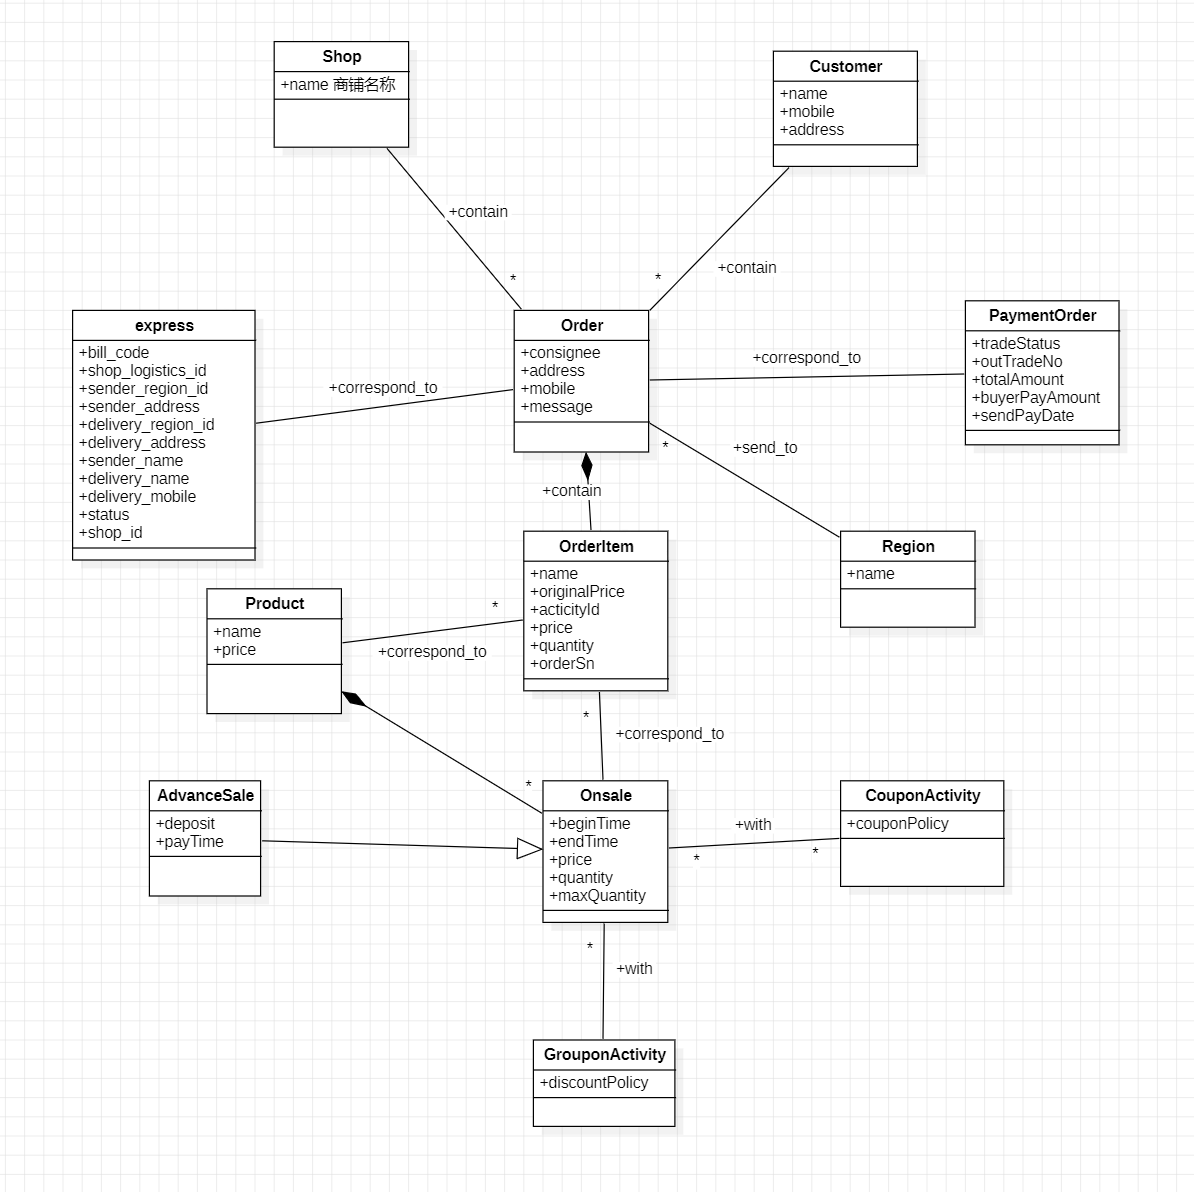 Shop
+name 商铺名称
Customer
+name
+mobile
+address
+contain
*
*
+contain
express
+bill_code
+shop_logistics_id
+sender_region_id
+sender_address
+delivery_region_id
+delivery_address
+sender_name
+delivery_name
+delivery_mobile
+status
+shop_id
+correspond_to
Order
+consignee
+address
+mobile
+message
+correspond_to
PaymentOrder
+tradeStatus
+outTradeNo
+totalAmount
+buyerPayAmount
+sendPayDate
*
+send_to
+contain
OrderItem
+name
+originalPrice
+acticityId
+price
+quantity
+orderSn
Region
+name
Product
+name
+price
*
+correspond_to
*
+correspond_to
*
AdvanceSale
+deposit
+payTime
Onsale
+beginTime
+endTime
+price
+quantity
+maxQuantity
+with
*
*
CouponActivity
+couponPolicy
*
+with
GrouponActivity
+discountPolicy